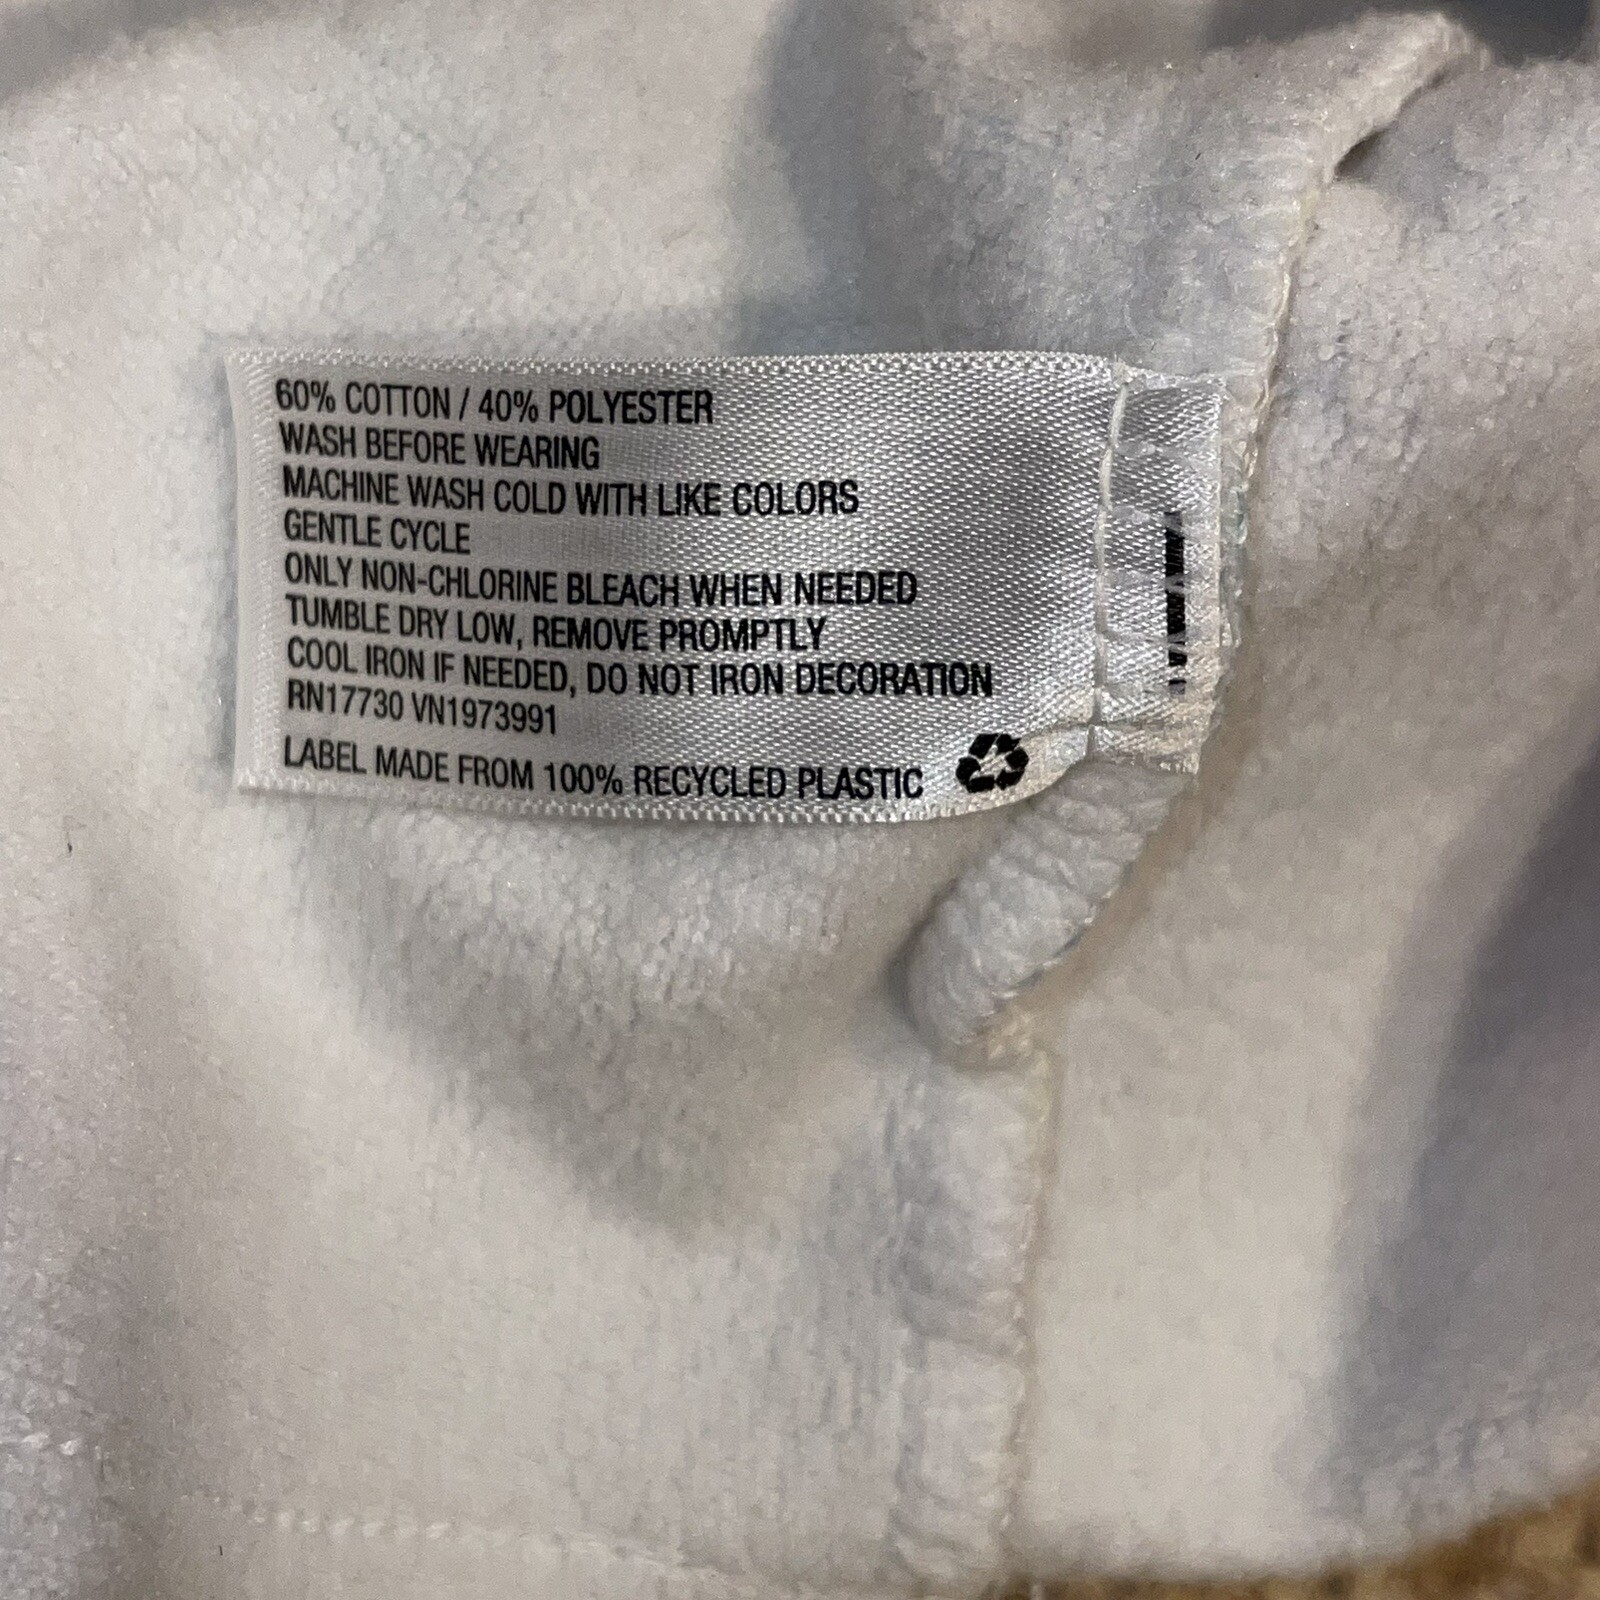 60% COTTON / 40% POLYESTER
WASH BEFORE WEARING
MACHINE WASH COLD WITH LIKE COLORS
GENTLE CYCLE
ONLY NON-CHLORINE BLEACH WHEN NEEDED
TUMBLE DRY LOW, REMOVE PROMPTLY
COOL IRON IF NEEDED, DO NOT IRON DECORATION
RN17730 VN1973991
LABEL MADE FROM 100% RECYCLED PLASTIC